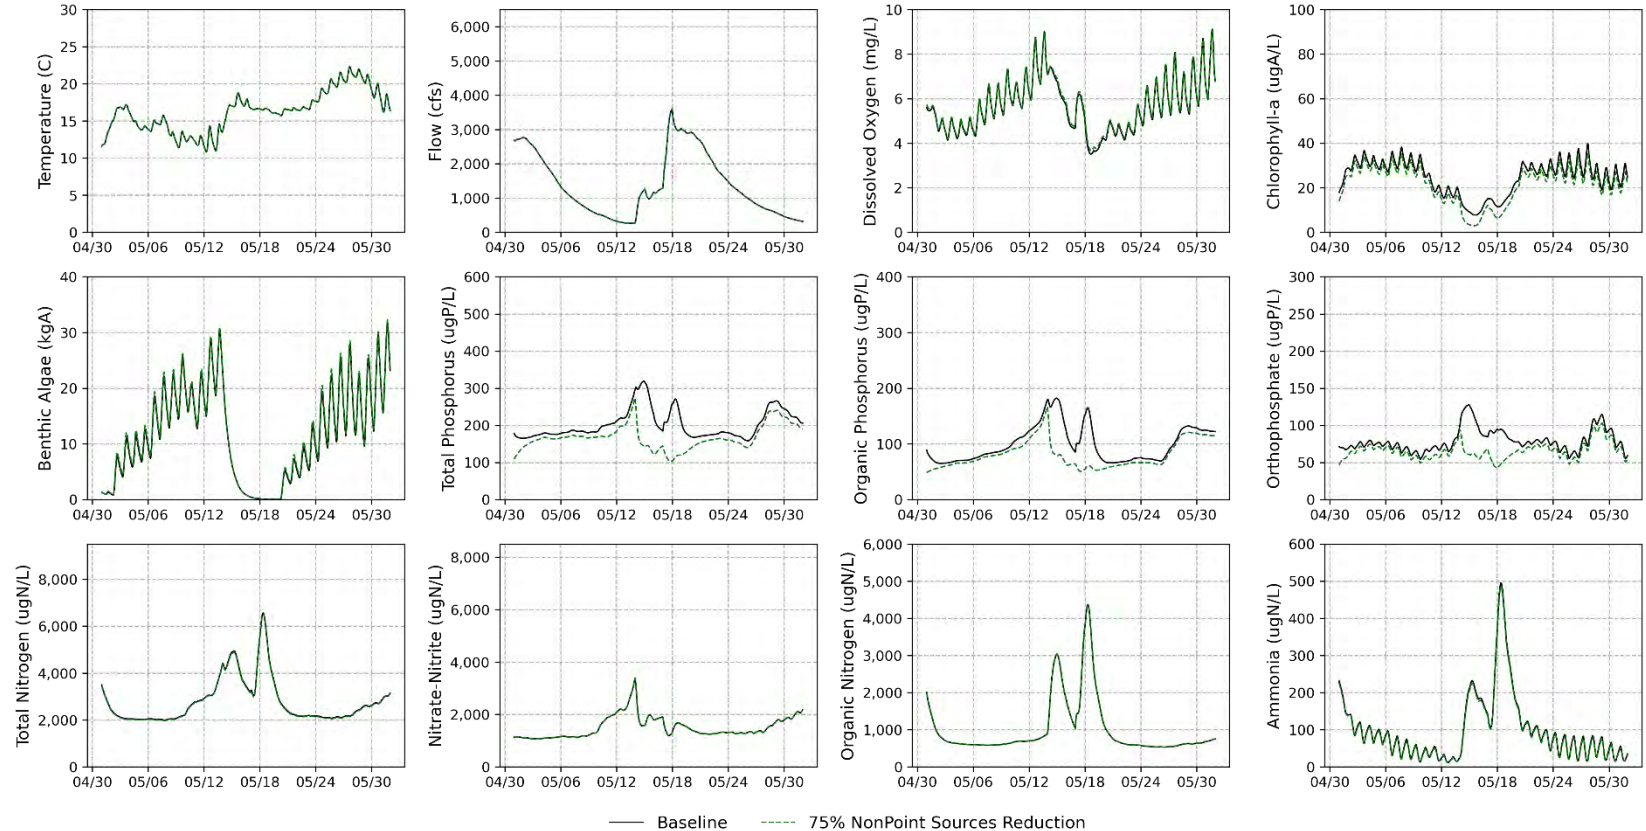 Temperature (C)
30
25
20
15
10
5
0
04/30 05/06 05/12 05/18 05/24 05/30
Flow (cfs)
6,000
5,000
4,000
3,000
2,000
1,000
0
04/30 05/06 05/12 05/18 05/24 05/30
Dissolved Oxygen (mg/L)
10
8
6
4
2
0
04/30 05/06 05/12 05/18 05/24 05/30
Chlorophyll-a (ugA/L)
100
80
60
40
20
0
04/30 05/06 05/12 05/18 05/24 05/30
Benthic Algae (kgA)
40
30
20
10
0
04/30 05/06 05/12 05/18 05/24 05/30
Total Phosphorus (ugP/L)
600
500
400
300
200
100
0
04/30 05/06 05/12 05/18 05/24 05/30
Organic Phosphorus (ugP/L)
400
300
200
100
0
04/30 05/06 05/12 05/18 05/24 05/30
Orthophosphate (ugP/L)
300
250
200
150
100
50
0
04/30 05/06 05/12 05/18 05/24 05/30
Total Nitrogen (ugN/L)
8,000
6,000
4,000
2,000
0
04/30 05/06 05/12 05/18 05/24 05/30
Nitrate-Nitrite (ugN/L)
8,000
6,000
4,000
2,000
0
04/30 05/06 05/12 05/18 05/24 05/30
Organic Nitrogen (ugN/L)
6,000
5,000
4,000
3,000
2,000
1,000
0
04/30 05/06 05/12 05/18 05/24 05/30
Ammonia (ugN/L)
600
500
400
300
200
100
0
04/30 05/06 05/12 05/18 05/24 05/30
Baseline 75% NonPoint Sources Reduction